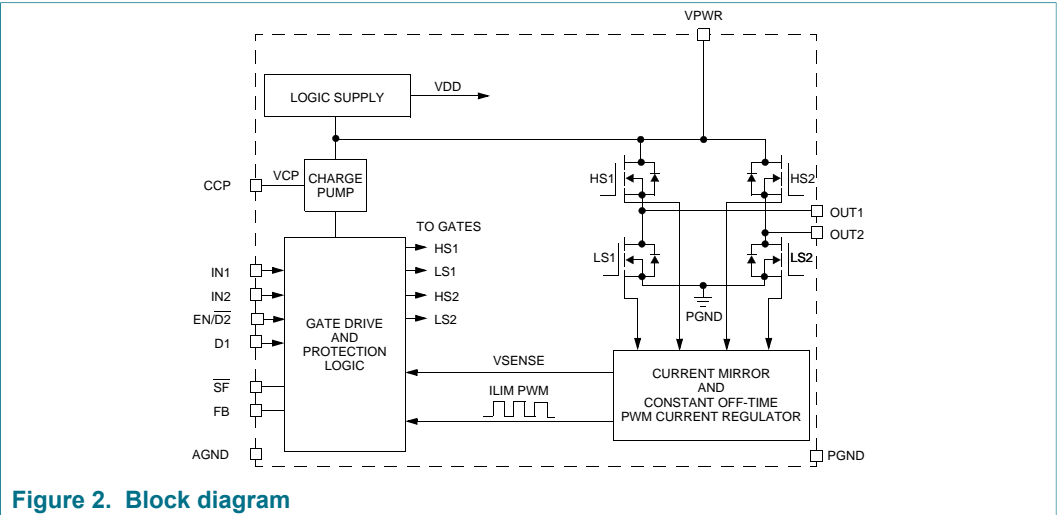 VPWR
LOGIC SUPPLY
VDD
CCP
VCP
CHARGE
PUMP
HS1
HS2
OUT1
OUT2
TO GATES
HS1
LS1
HS2
LS2
LS1
LS2
PGND
IN1
IN2
EN/D2
D1
SF
FB
AGND
GATE DRIVE
AND
PROTECTION
LOGIC
VSENSE
ILIM PWM
CURRENT MIRROR
AND
CONSTANT OFF-TIME
PWM CURRENT REGULATOR
PGND
Figure 2. Block diagram